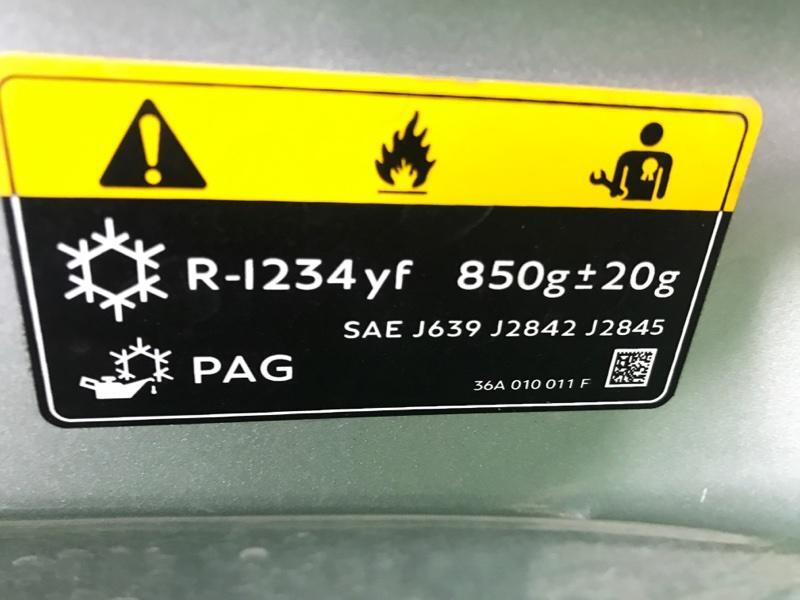 R-1234yf 850g±20g
SAE J639 J2842 J2845
PAG
36A 010 011 F